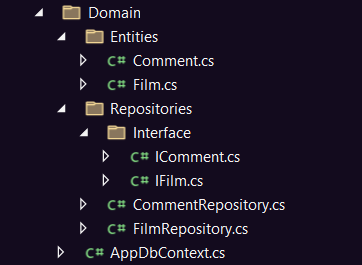 Domain
Entities
C# Comment.cs
C# Film.cs
Repositories
Interface
C# IComment.cs
C# IFilm.cs
C# CommentRepository.cs
C# FilmRepository.cs
C# AppDbContext.cs